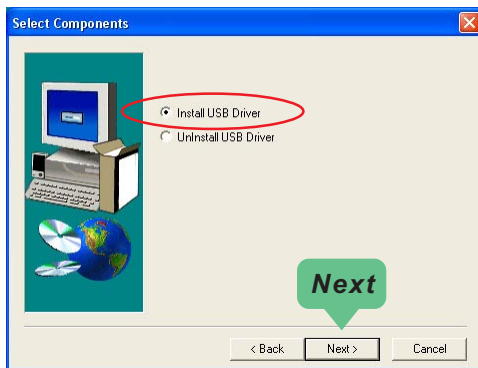 Select Components
Install USB Driver
UnInstall USB Driver
Next
< Back
Next >
Cancel